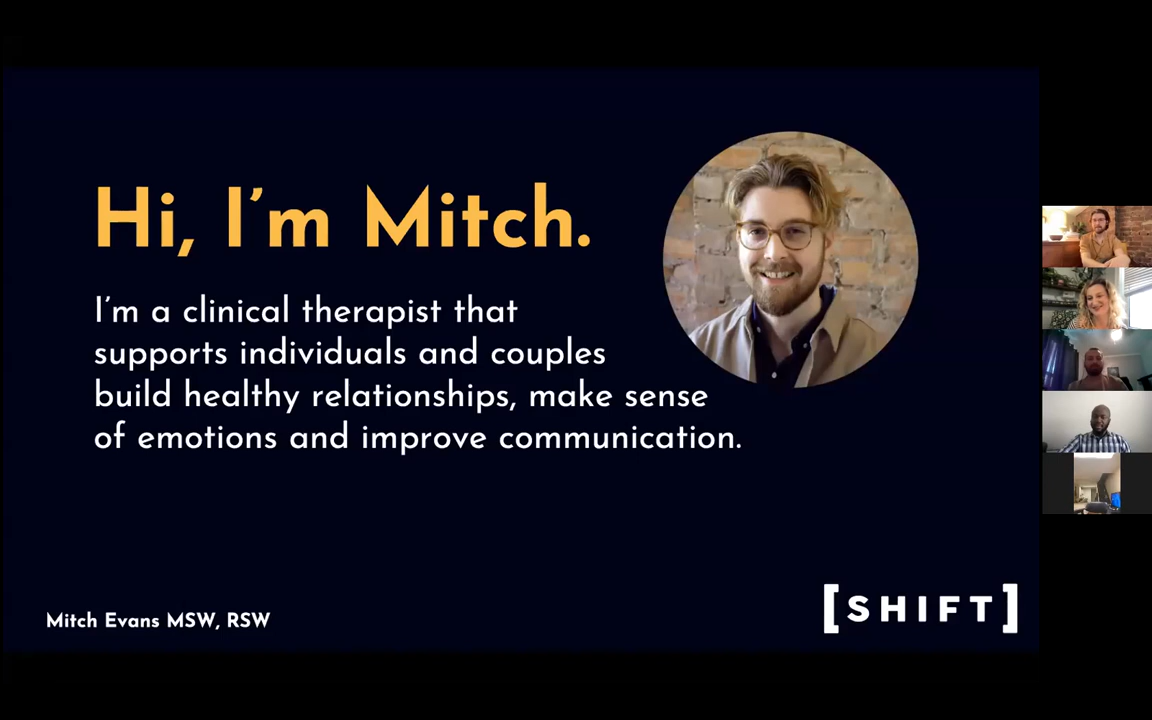 Hi, I'm Mitch.
I'm a clinical therapist that
supports individuals and couples
build healthy relationships, make sense
of emotions and improve communication.
Mitch Evans MSW, RSW
[SHIFT]